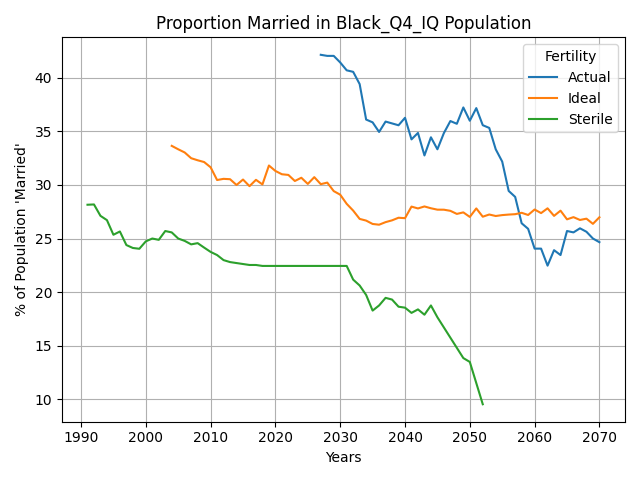 Proportion Married in Black_Q4_IQ Population
% of Population 'Married'
Fertility
Actual
Ideal
Sterile
40
35
30
25
20
15
10
1990 2000 2010 2020 2030 2040 2050 2060 2070
Years